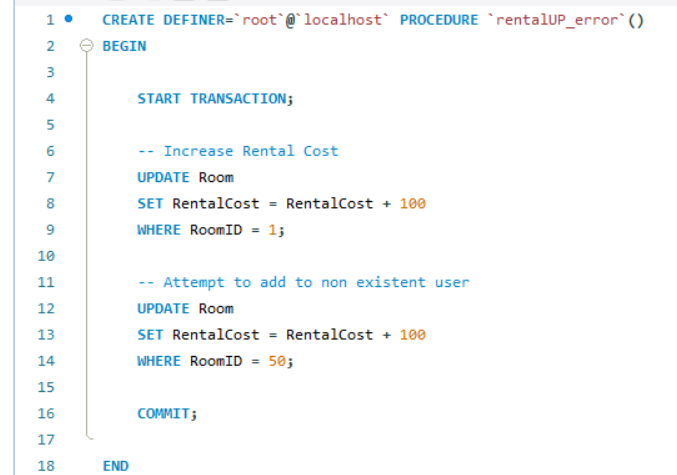 1 CREATE DEFINER=`root`@`localhost` PROCEDURE `rentalUP_error`()
2 BEGIN
3
4 START TRANSACTION;
5
6 -- Increase Rental Cost
7 UPDATE Room
8 SET RentalCost = RentalCost + 100
9 WHERE RoomID = 1;
10
11 -- Attempt to add to non existent user
12 UPDATE Room
13 SET RentalCost = RentalCost + 100
14 WHERE RoomID = 50;
15
16 COMMIT;
17
18 END